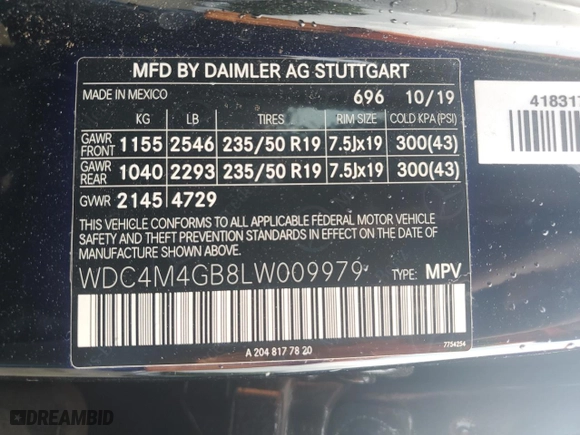 MFD BY DAIMLER AG STUTTGART
MADE IN MEXICO 696 10/19
KG LB TIRES RIM SIZE COLD KPA (PSI)
GAWR FRONT 1155 2546 235/50 R19 7.5Jx19 300(43)
GAWR REAR 1040 2293 235/50 R19 7.5Jx19 300(43)
GVWR 2145 4729
THIS VEHICLE CONFORMS TO ALL APPLICABLE FEDERAL MOTOR VEHICLE
SAFETY AND THEFT PREVENTION STANDARDS IN EFFECT ON THE DATE OF
MANUFACTURE SHOWN ABOVE.
WDC4M4GB8LW009979 TYPE: MPV
A 204 817 78 20 7754254
418317
DREAMBID